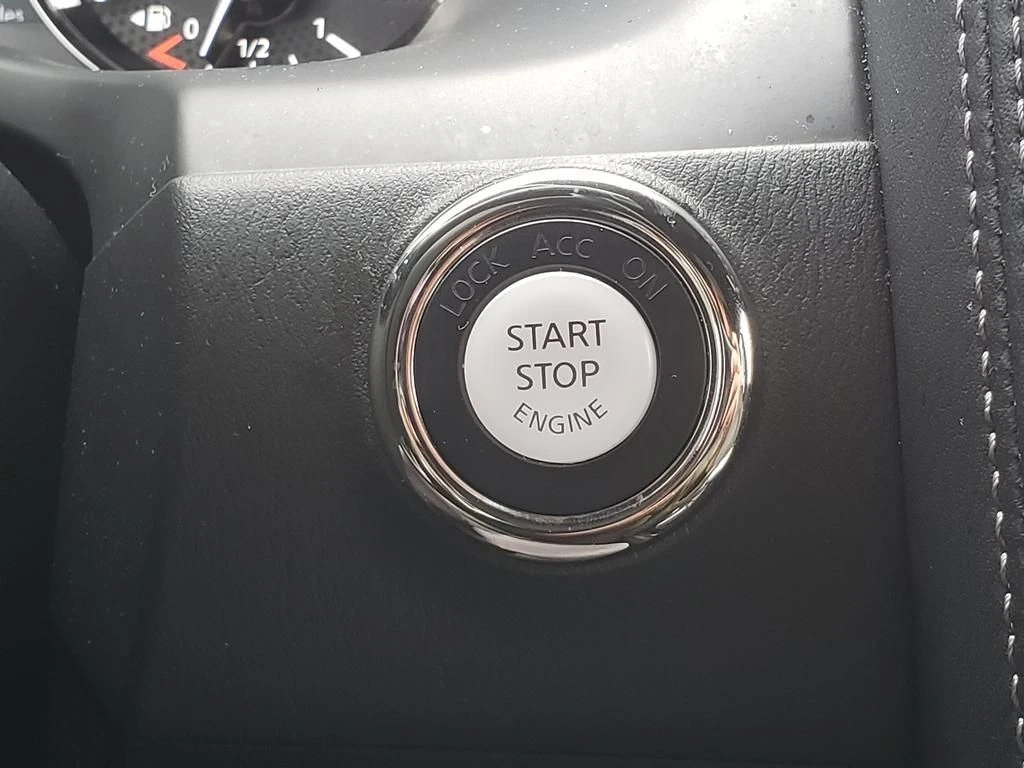 0 1/2 1
LOCK ACC ON
START
STOP
ENGINE